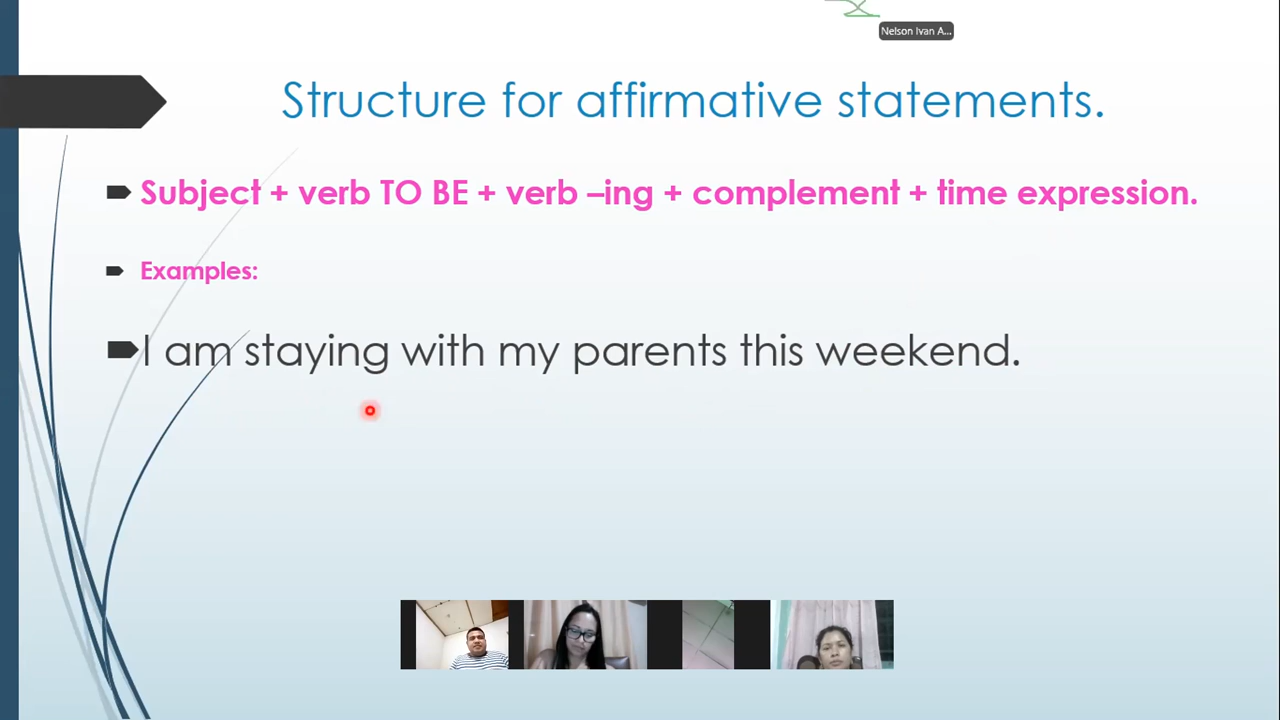 Nelson Ivan A...
Structure for affirmative statements.
Subject + verb TO BE + verb –ing + complement + time expression.
Examples:
I am staying with my parents this weekend.